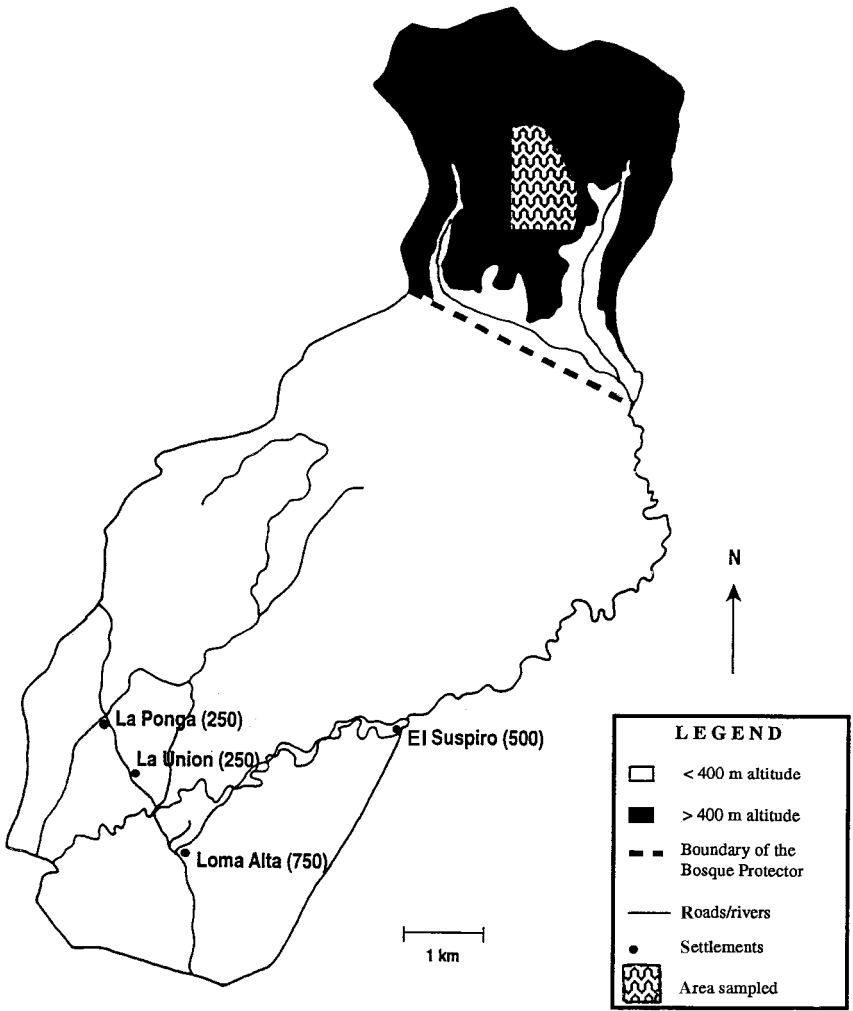 N
La Ponga (250)
La Union (250)
El Suspiro (500)
Loma Alta (750)
1 km
LEGEND
< 400 m altitude
> 400 m altitude
Boundary of the
Bosque Protector
Roads/rivers
Settlements
Area sampled